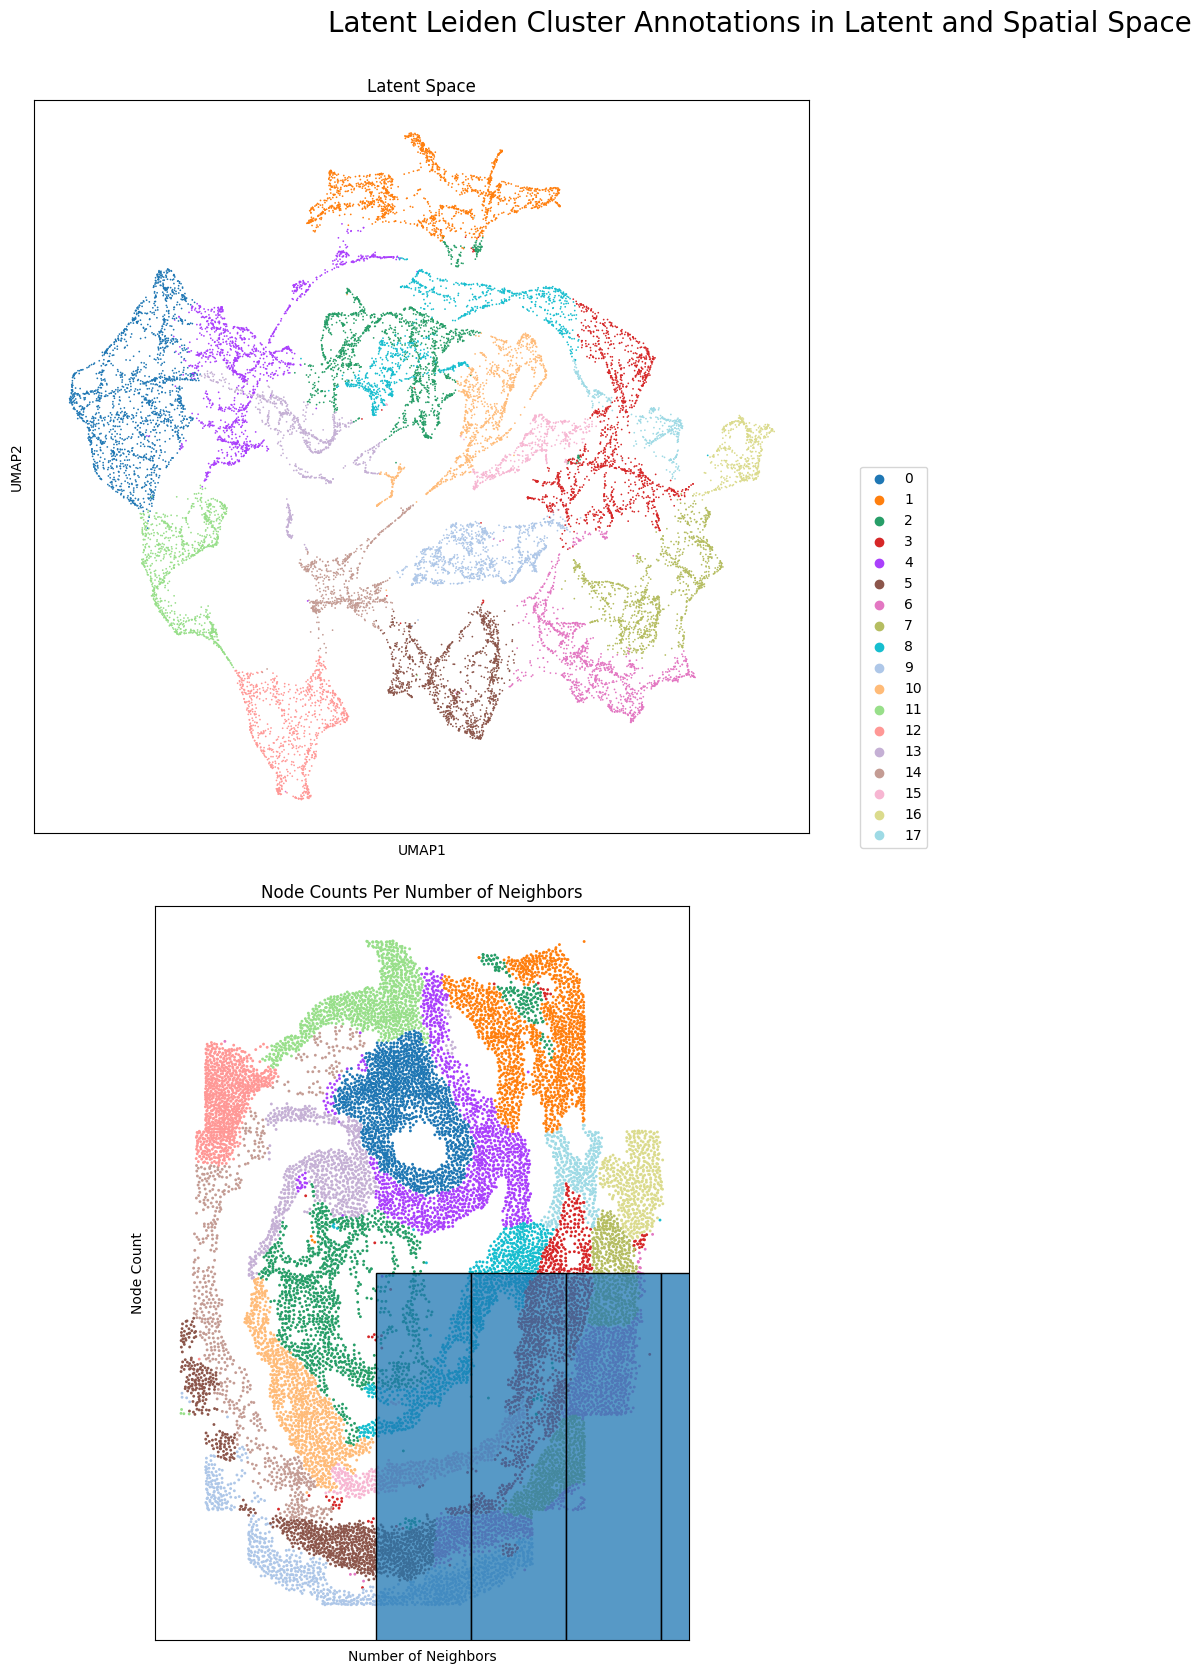 Latent Leiden Cluster Annotations in Latent and Spatial Space
Latent Space
UMAP2
UMAP1
0
1
2
3
4
5
6
7
8
9
10
11
12
13
14
15
16
17
Node Counts Per Number of Neighbors
Node Count
Number of Neighbors